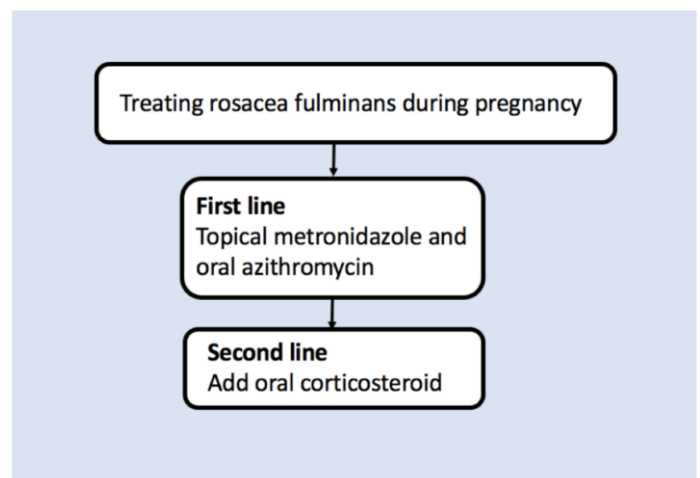 Treating rosacea fulminans during pregnancy
First line
Topical metronidazole and
oral azithromycin
Second line
Add oral corticosteroid